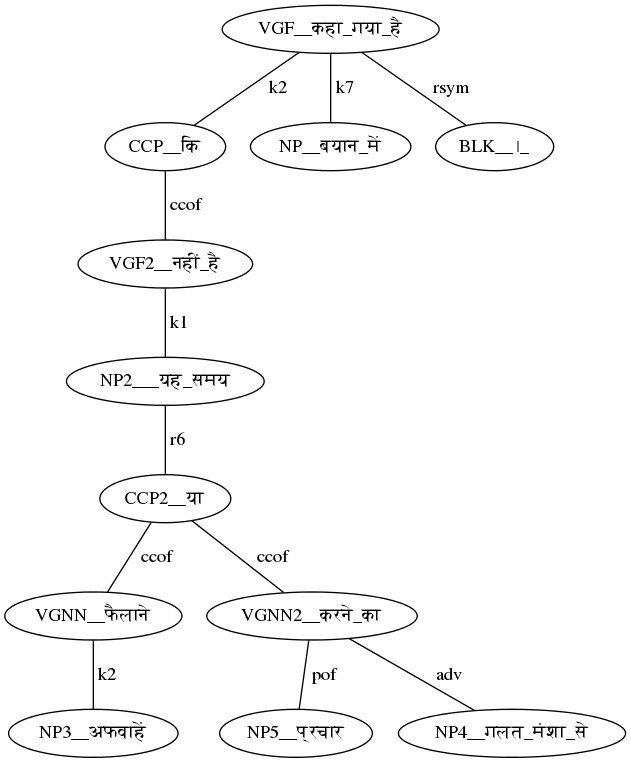 VGF__कहा_गया_है
k2 k7 rsym
CCP__कि NP__बयान_में BLK__।_
ccof
VGF2__नहीं_है
k1
NP2___यह_समय
r6
CCP2__या
ccof ccof
VGNN__फैलाने VGNN2__करने_का
k2 pof adv
NP3__अफवाहें NP5__प्रचार NP4__गलत_मंशा_से